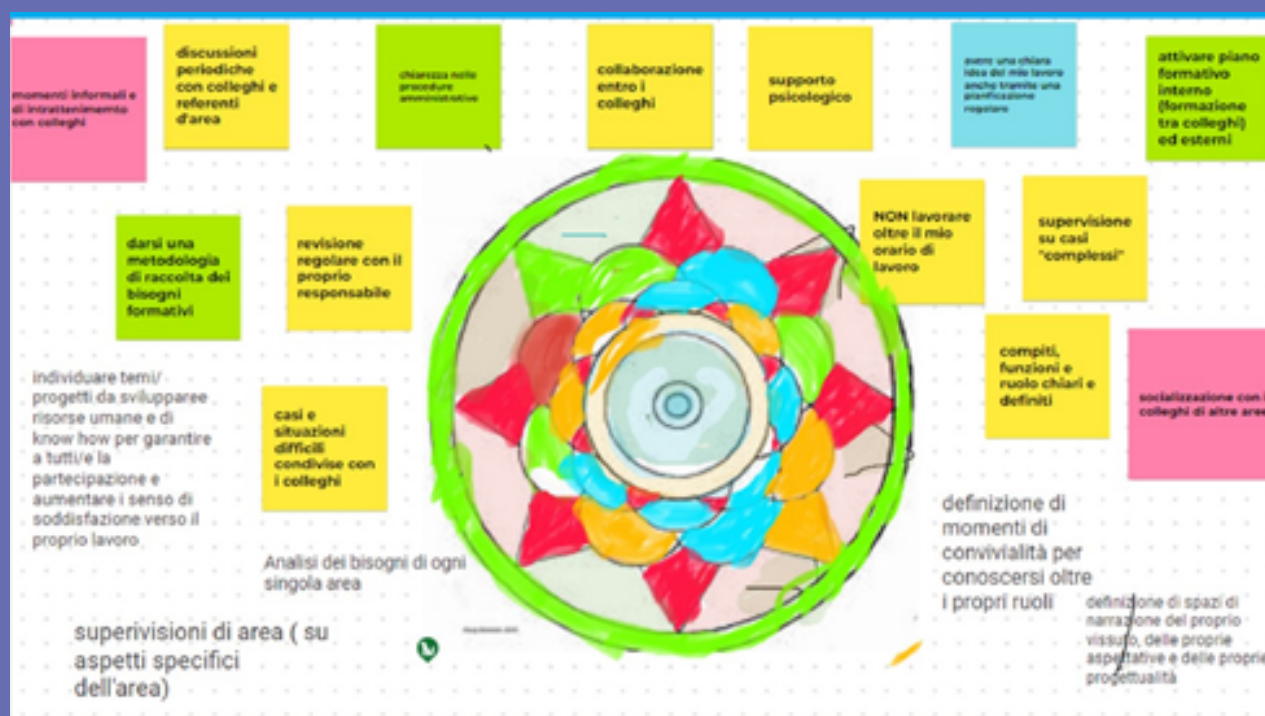 momenti informali e
di intrattenimemto
con colleghi
discussioni
periodiche
con colleghi e
referenti
d'area
chiarezza nelle
procedure
amministrative
collaborazione
entro i
colleghi
supporto
psicologico
avere una chiara
idea del mio lavoro
anche tramite una
pianificazione
regolare
attivare piano
formativo
interno
(formazione
tra colleghi)
ed esterni
darsi una
metodologia
di raccolta dei
bisogni
formativi
revisione
regolare con il
proprio
responsabile
NON lavorare
oltre il mio
orario di
lavoro
supervisione
su casi
"complessi"
compiti,
funzioni e
ruolo chiari e
definiti
socializzazione con i
colleghi di altre aree
individuare temi/
progetti da svilupparee
risorse umane e di
know how per garantire
a tutti/e la
partecipazione e
aumentare i senso di
soddisfazione verso il
proprio lavoro
casi e
situazioni
difficili
condivise con
i colleghi
Analisi dei bisogni di ogni
singola area
superivisioni di area ( su
aspetti specifici
dell'area)
definizione di
momenti di
convivialità per
conoscersi oltre
i propri ruoli
definizione di spazi di
narrazione del proprio
vissuto, delle proprie
aspettative e delle proprie
progettualità